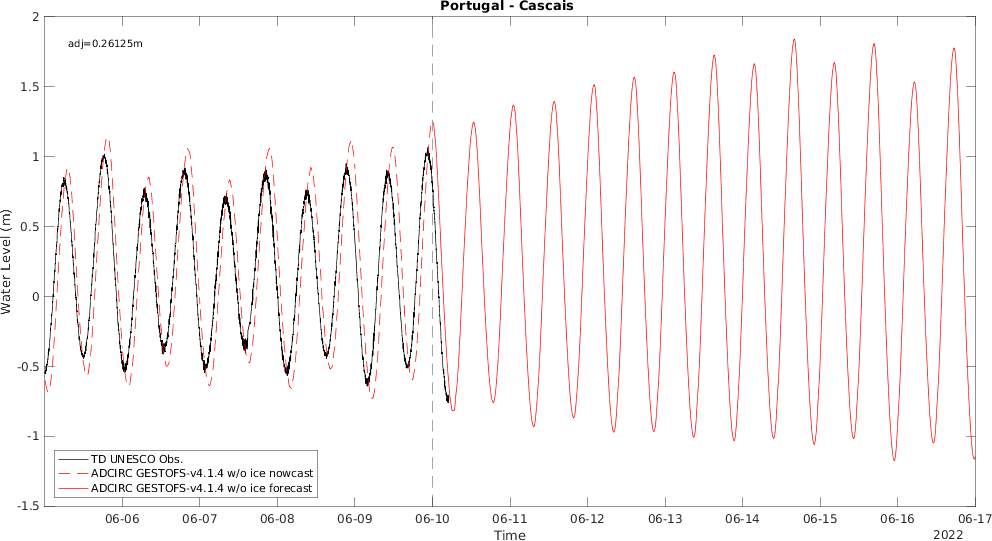 Portugal - Cascais
adj=0.26125m
2
1.5
1
0.5
0
-0.5
-1
-1.5
Water Level (m)
TD UNESCO Obs.
ADCIRC GESTOFS-v4.1.4 w/o ice nowcast
ADCIRC GESTOFS-v4.1.4 w/o ice forecast
06-06 06-07 06-08 06-09 06-10 06-11 06-12 06-13 06-14 06-15 06-16 06-17
Time
2022